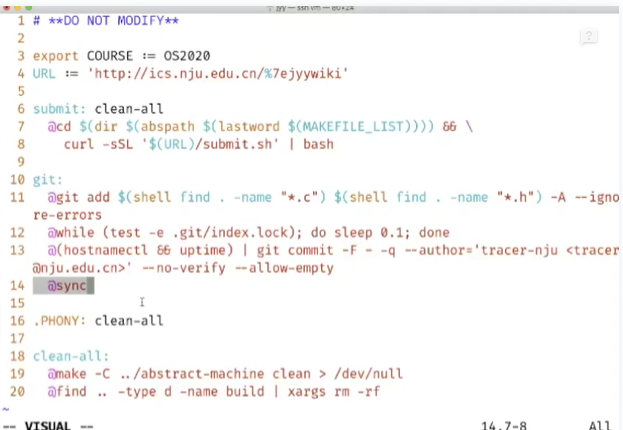 jyy — ssh vm — 80×24
1 # **DO NOT MODIFY**
2
3 export COURSE := OS2020
4 URL := 'http://ics.nju.edu.cn/%7ejyywiki'
5
6 submit: clean-all
7 @cd $(dir $(abspath $(lastword $(MAKEFILE_LIST)))) && \
8 curl -sSL '$(URL)/submit.sh' | bash
9
10 git:
11 @git add $(shell find . -name "*.c") $(shell find . -name "*.h") -A --igno
re-errors
12 @while (test -e .git/index.lock); do sleep 0.1; done
13 @(hostnamectl && uptime) | git commit -F - -q --author='tracer-nju <tracer
@nju.edu.cn>' --no-verify --allow-empty
14 @sync
15
16 .PHONY: clean-all
17
18 clean-all:
19 @make -C ../abstract-machine clean > /dev/null
20 @find .. -type d -name build | xargs rm -rf
~
-- VISUAL -- 14,7-8 All